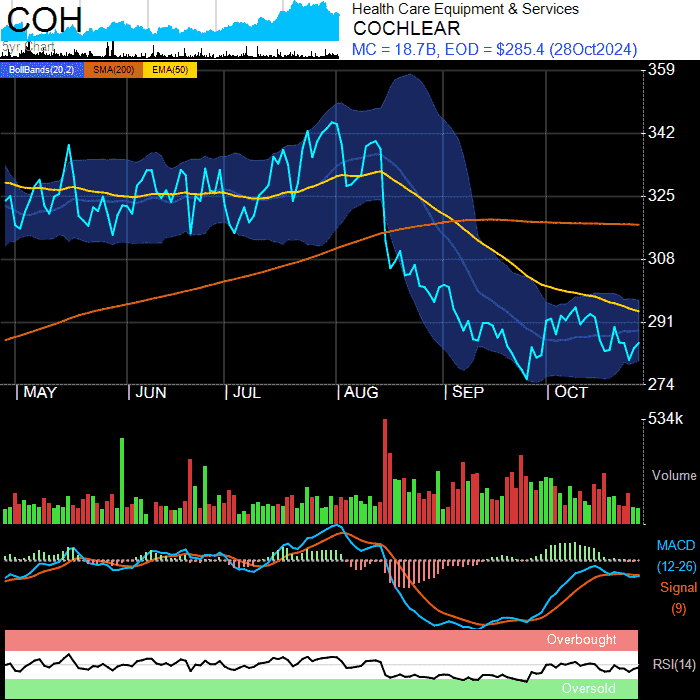 COH
5yr Chart
Health Care Equipment & Services
COCHLEAR
MC = 18.7B, EOD = $285.4 (28Oct2024)
BollBands(20,2) SMA(200) EMA(50)
359
342
325
308
291
274
MAY JUN JUL AUG SEP OCT
534k
Volume
MACD
(12-26)
Signal
(9)
Overbought
RSI(14)
Oversold